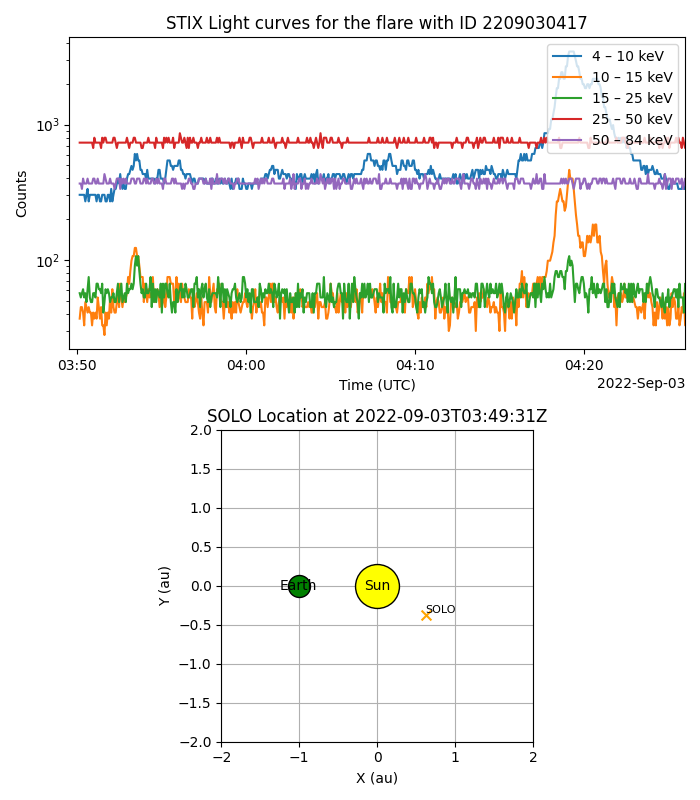 STIX Light curves for the flare with ID 2209030417
4 – 10 keV
10 – 15 keV
15 – 25 keV
25 – 50 keV
50 – 84 keV
Counts
10³
10²
03:50 04:00 04:10 04:20
Time (UTC)
2022-Sep-03
SOLO Location at 2022-09-03T03:49:31Z
Y (au)
2.0
1.5
1.0
0.5
0.0
−0.5
−1.0
−1.5
−2.0
Earth
Sun
SOLO
−2 −1 0 1 2
X (au)